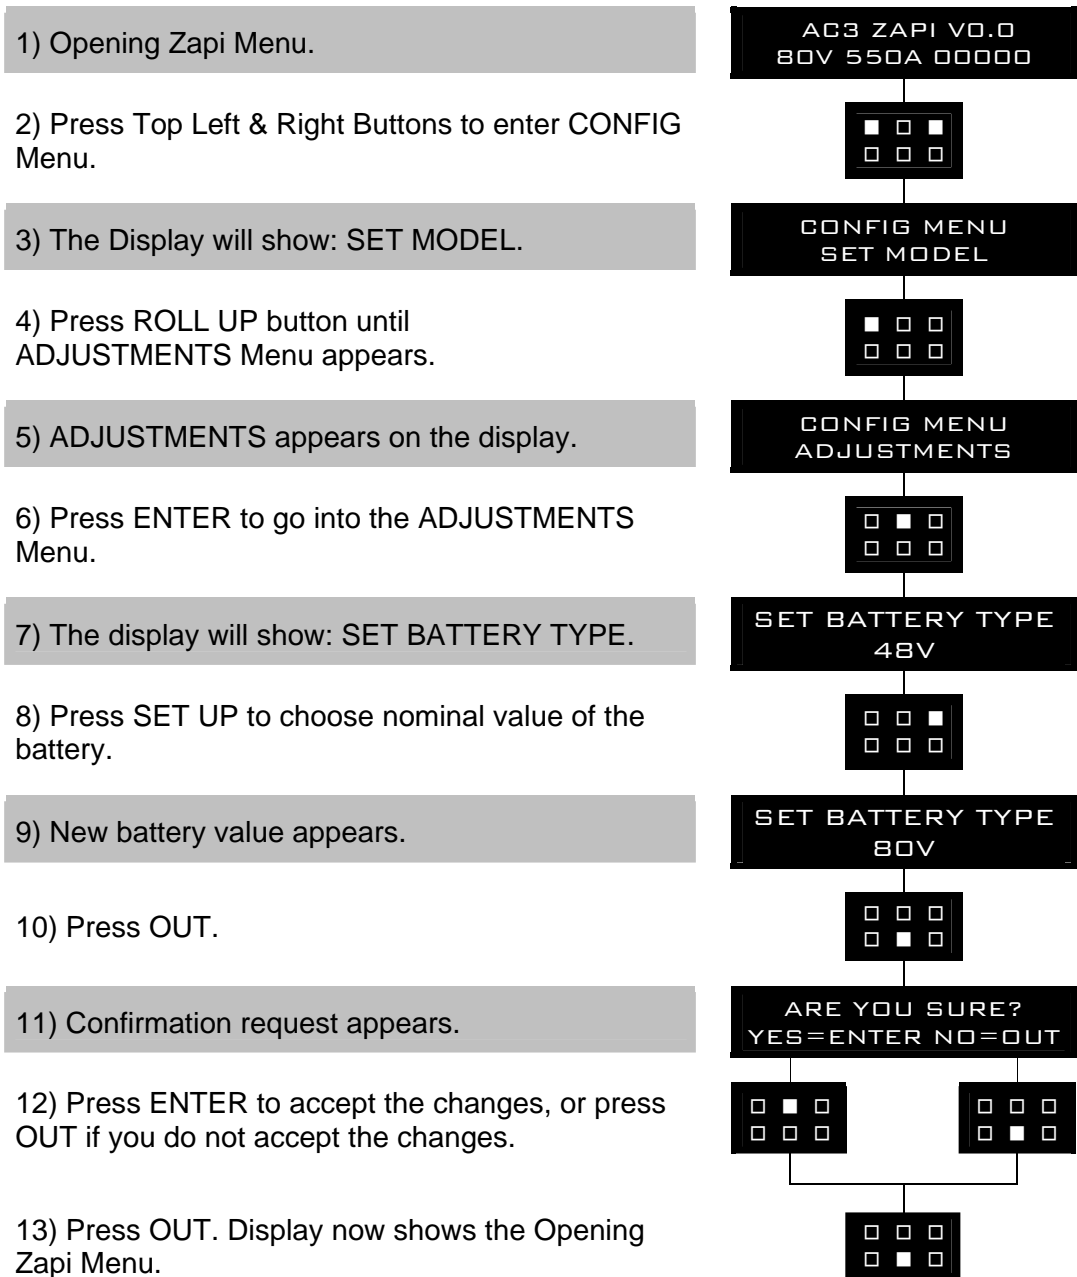 1) Opening Zapi Menu.
AC3 ZAPI V0.0
80V 550A 00000
2) Press Top Left & Right Buttons to enter CONFIG
Menu.
3) The Display will show: SET MODEL.
CONFIG MENU
SET MODEL
4) Press ROLL UP button until
ADJUSTMENTS Menu appears.
5) ADJUSTMENTS appears on the display.
CONFIG MENU
ADJUSTMENTS
6) Press ENTER to go into the ADJUSTMENTS
Menu.
7) The display will show: SET BATTERY TYPE.
SET BATTERY TYPE
48V
8) Press SET UP to choose nominal value of the
battery.
9) New battery value appears.
SET BATTERY TYPE
80V
10) Press OUT.
11) Confirmation request appears.
ARE YOU SURE?
YES=ENTER NO=OUT
12) Press ENTER to accept the changes, or press
OUT if you do not accept the changes.
13) Press OUT. Display now shows the Opening
Zapi Menu.